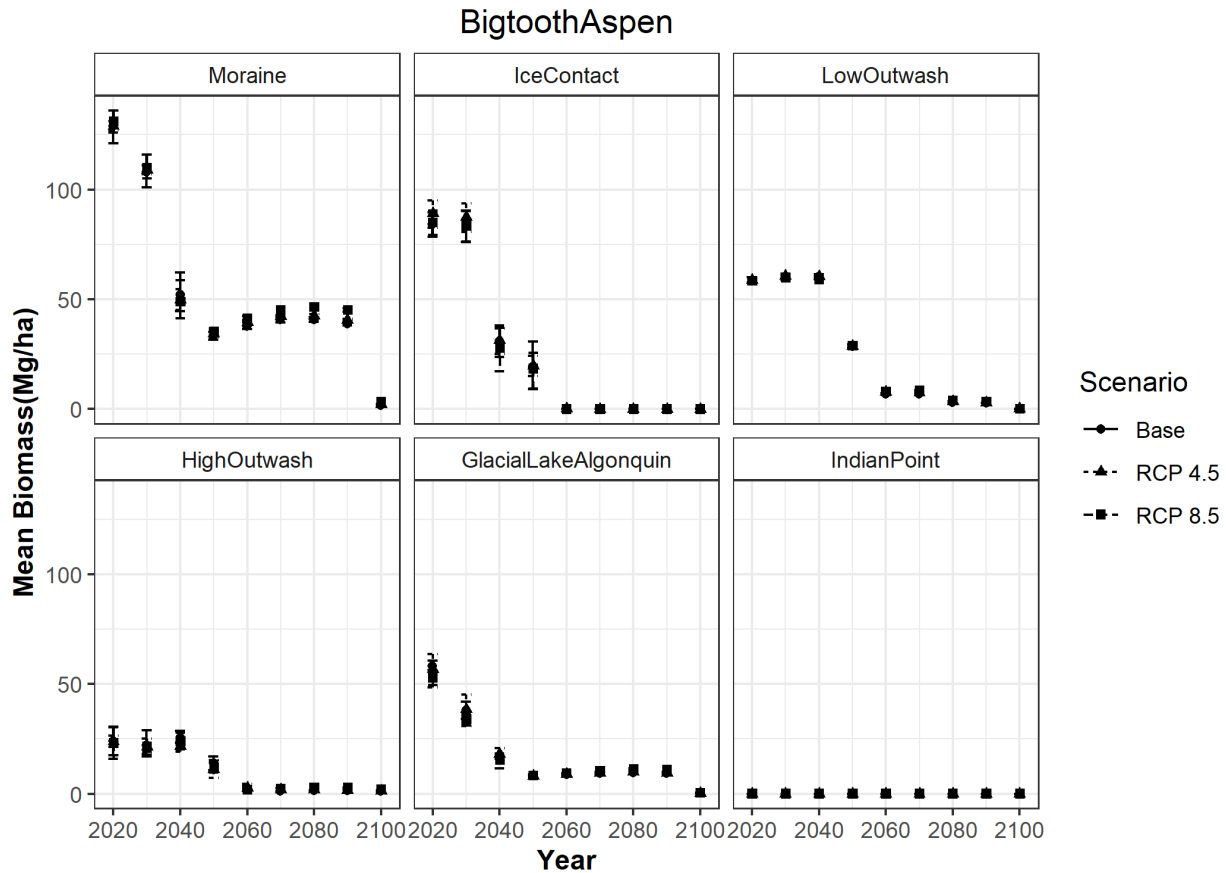 BigtoothAspen
Moraine IceContact LowOutwash
100
50
0
HighOutwash GlacialLakeAlgonquin IndianPoint
100
50
0
2020 2040 2060 2080 2100 2020 2040 2060 2080 2100 2020 2040 2060 2080 2100
Year
Mean Biomass(Mg/ha)
Scenario
Base
RCP 4.5
RCP 8.5